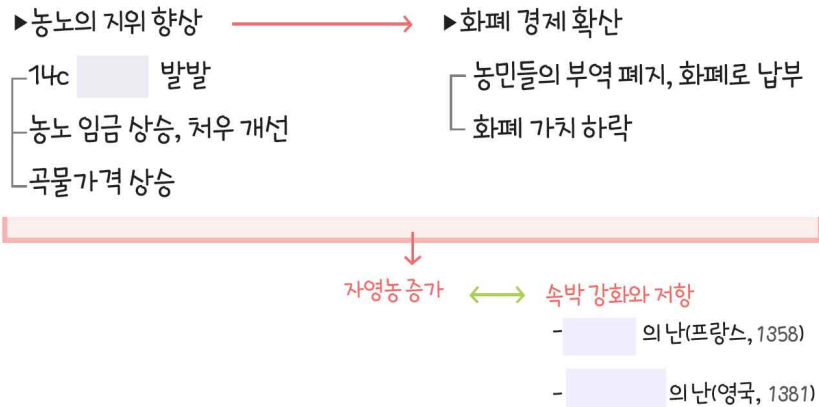 ▶농노의 지위 향상 → ▶화폐 경제 확산
14c 발발
농노 임금 상승, 처우 개선
곡물가격 상승
농민들의 부역 폐지, 화폐로 납부
화폐 가치 하락
자영농 증가 ↔ 속박 강화와 저항
- 의 난(프랑스, 1358)
- 의 난(영국, 1381)